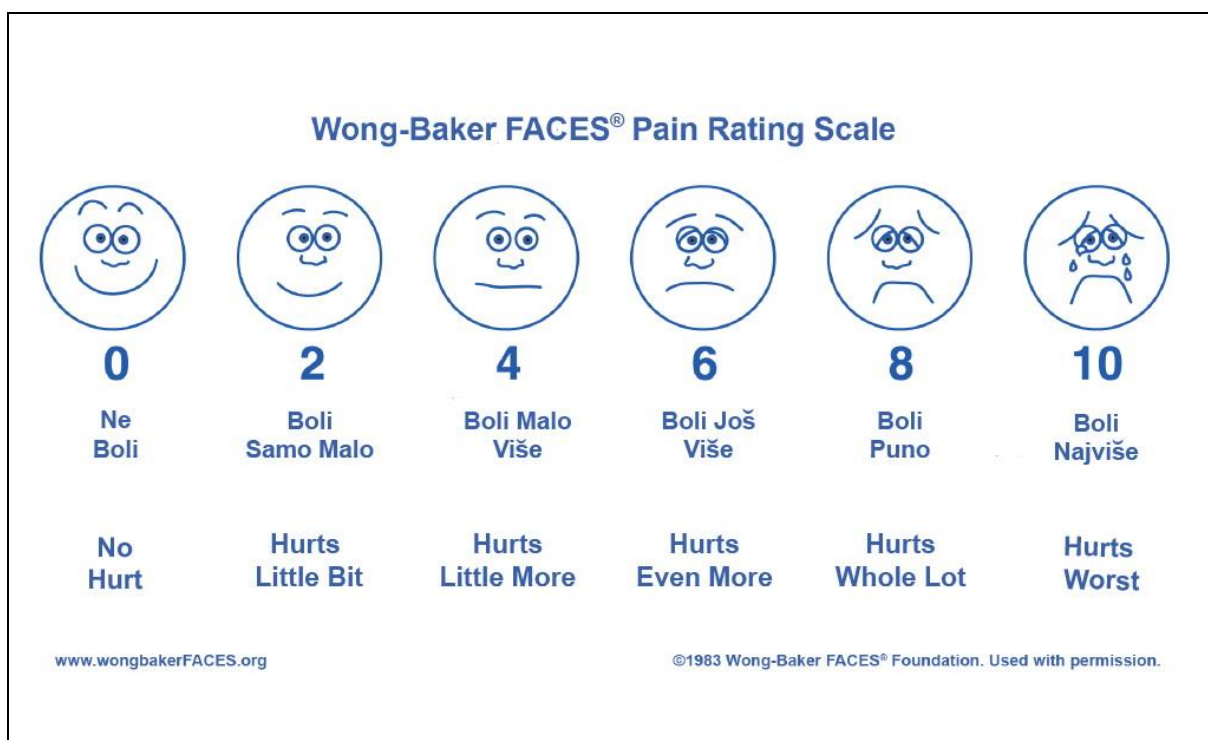 Wong-Baker FACES® Pain Rating Scale
0 2 4 6 8 10
Ne Boli Boli Malo Boli Još Boli Boli
Boli Samo Malo Više Više Puno Najviše
No Hurts Hurts Hurts Hurts Hurts
Hurt Little Bit Little More Even More Whole Lot Worst
www.wongbakerFACES.org ©1983 Wong-Baker FACES® Foundation. Used with permission.